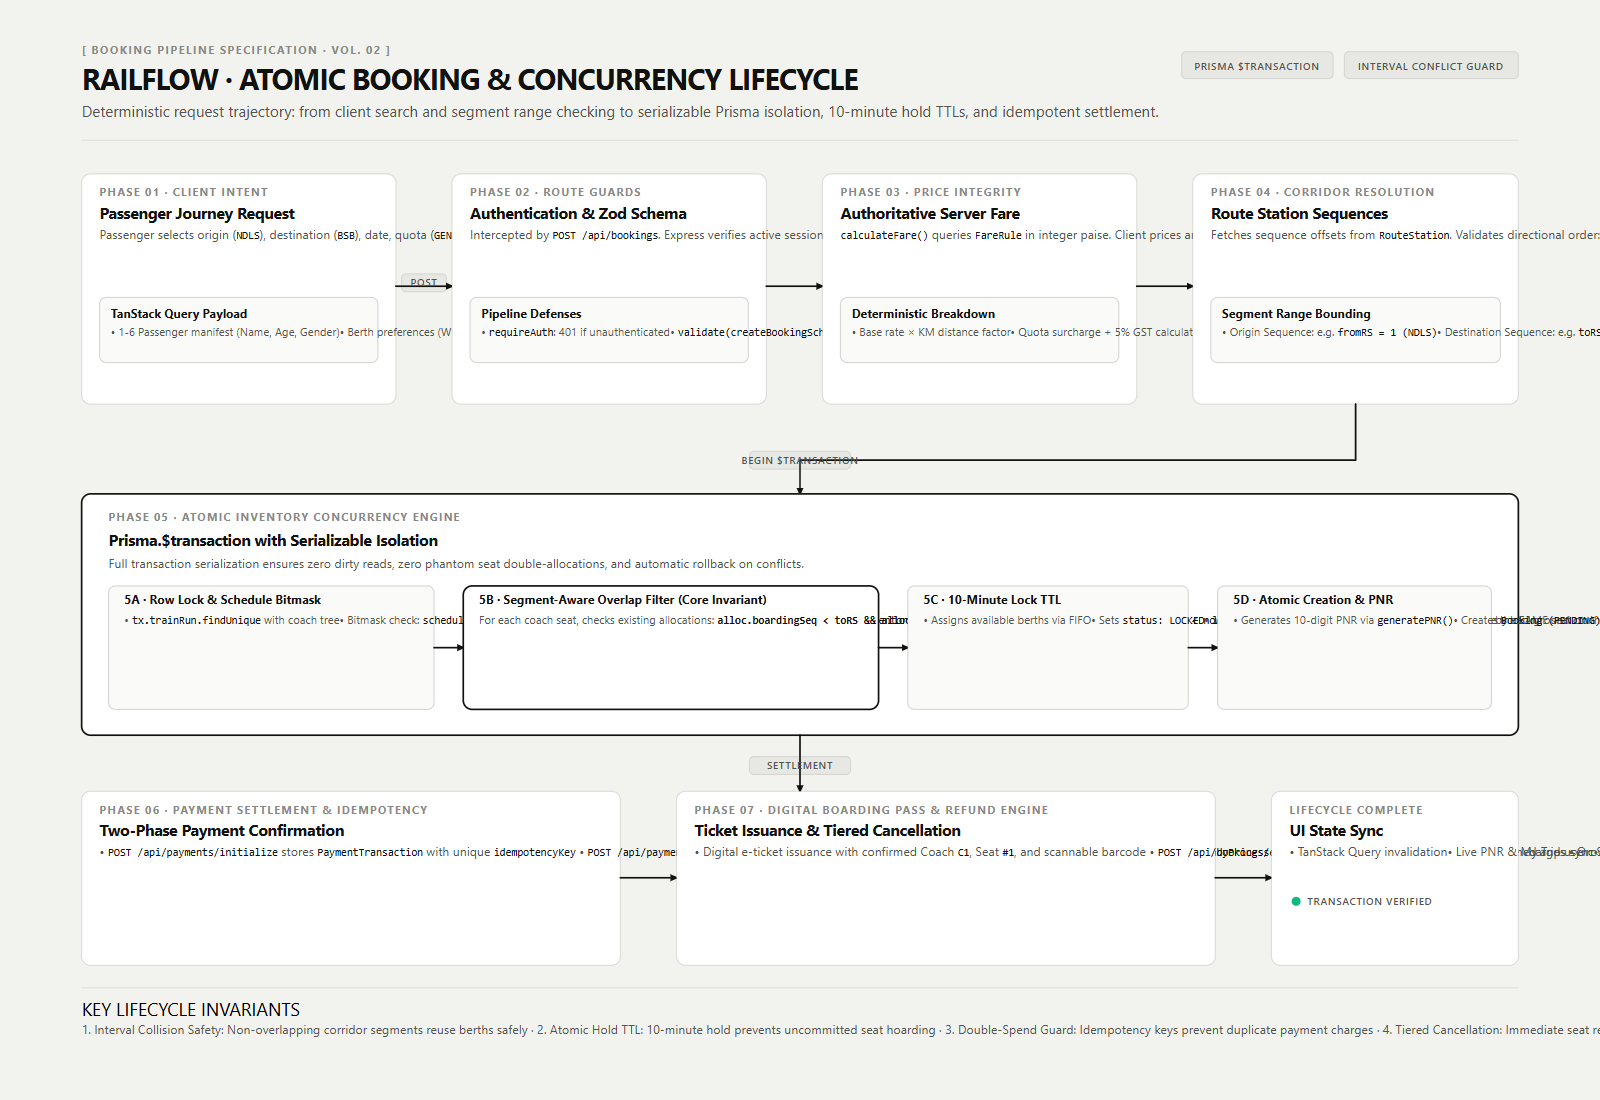 [ BOOKING PIPELINE SPECIFICATION · VOL. 02 ]
RAILFLOW · ATOMIC BOOKING & CONCURRENCY LIFECYCLE
Deterministic request trajectory: from client search and segment range checking to serializable Prisma isolation, 10-minute hold TTLs, and idempotent settlement.
PRISMA $TRANSACTION
INTERVAL CONFLICT GUARD
PHASE 01 · CLIENT INTENT
Passenger Journey Request
Passenger selects origin (NDLS), destination (BSB), date, quota (GEN
TanStack Query Payload
• 1-6 Passenger manifest (Name, Age, Gender)• Berth preferences (W
POST
PHASE 02 · ROUTE GUARDS
Authentication & Zod Schema
Intercepted by POST /api/bookings. Express verifies active session
Pipeline Defenses
• requireAuth: 401 if unauthenticated• validate(createBookingSch
PHASE 03 · PRICE INTEGRITY
Authoritative Server Fare
calculateFare() queries FareRule in integer paise. Client prices a
Deterministic Breakdown
• Base rate × KM distance factor• Quota surcharge + 5% GST calculat
PHASE 04 · CORRIDOR RESOLUTION
Route Station Sequences
Fetches sequence offsets from RouteStation. Validates directional order:
Segment Range Bounding
• Origin Sequence: e.g. fromRS = 1 (NDLS)• Destination Sequence: e.g. toRS
BEGIN $TRANSACTION
PHASE 05 · ATOMIC INVENTORY CONCURRENCY ENGINE
Prisma.$transaction with Serializable Isolation
Full transaction serialization ensures zero dirty reads, zero phantom seat double-allocations, and automatic rollback on conflicts.
5A · Row Lock & Schedule Bitmask
• tx.trainRun.findUnique with coach tree• Bitmask check: schedul
5B · Segment-Aware Overlap Filter (Core Invariant)
For each coach seat, checks existing allocations: alloc.boardingSeq < toRS &&
5C · 10-Minute Lock TTL
• Assigns available berths via FIFO• Sets status: LOCKED
5D · Atomic Creation & PNR
• Generates 10-digit PNR via generatePNR()• Creates Booking (PENDING)
SETTLEMENT
PHASE 06 · PAYMENT SETTLEMENT & IDEMPOTENCY
Two-Phase Payment Confirmation
• POST /api/payments/initialize stores PaymentTransaction with unique idempotencyKey • POST /api/payme
PHASE 07 · DIGITAL BOARDING PASS & REFUND ENGINE
Ticket Issuance & Tiered Cancellation
• Digital e-ticket issuance with confirmed Coach C1, Seat #1, and scannable barcode • POST /api/bookings/
LIFECYCLE COMPLETE
UI State Sync
• TanStack Query invalidation• Live PNR & My Trips sync
TRANSACTION VERIFIED
KEY LIFECYCLE INVARIANTS
1. Interval Collision Safety: Non-overlapping corridor segments reuse berths safely · 2. Atomic Hold TTL: 10-minute hold prevents uncommitted seat hoarding · 3. Double-Spend Guard: Idempotency keys prevent duplicate payment charges · 4. Tiered Cancellation: Immediate seat re